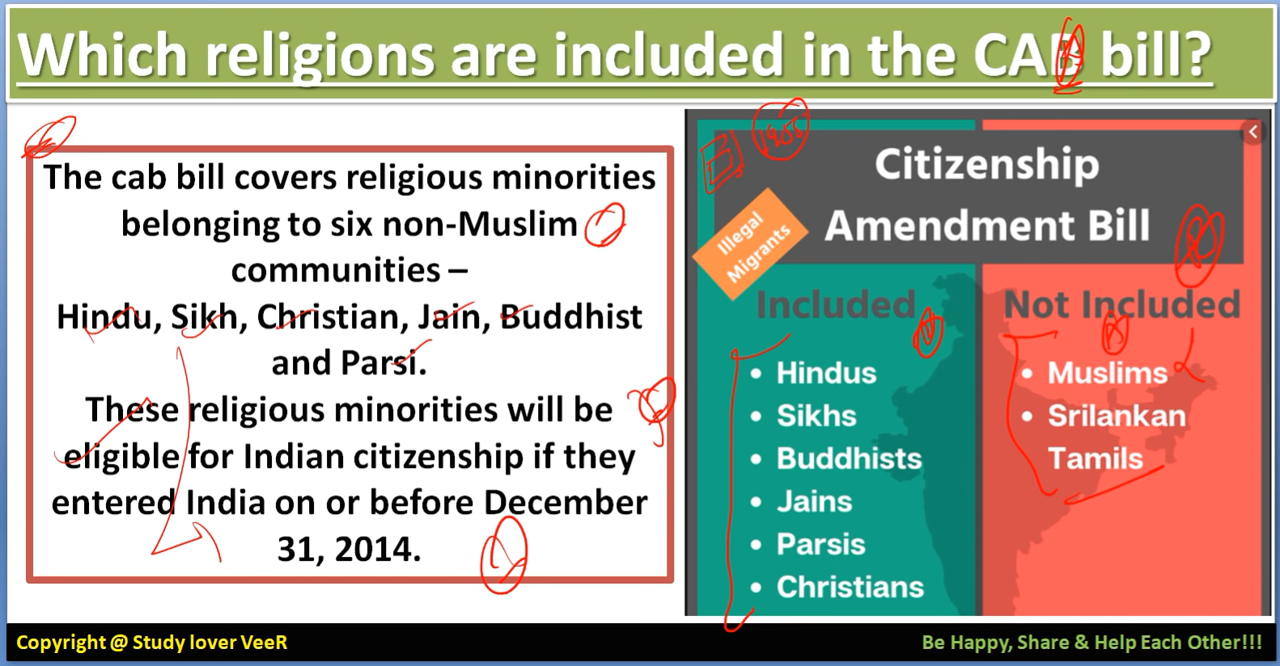 Which religions are included in the CAB bill?
The cab bill covers religious minorities
belonging to six non-Muslim
communities –
Hindu, Sikh, Christian, Jain, Buddhist
and Parsi.
These religious minorities will be
eligible for Indian citizenship if they
entered India on or before December
31, 2014.
1955
Citizenship
Amendment Bill
Illegal
Migrants
Included
• Hindus
• Sikhs
• Buddhists
• Jains
• Parsis
• Christians
Not Included
• Muslims
• Srilankan
Tamils
Copyright @ Study lover VeeR
Be Happy, Share & Help Each Other!!!